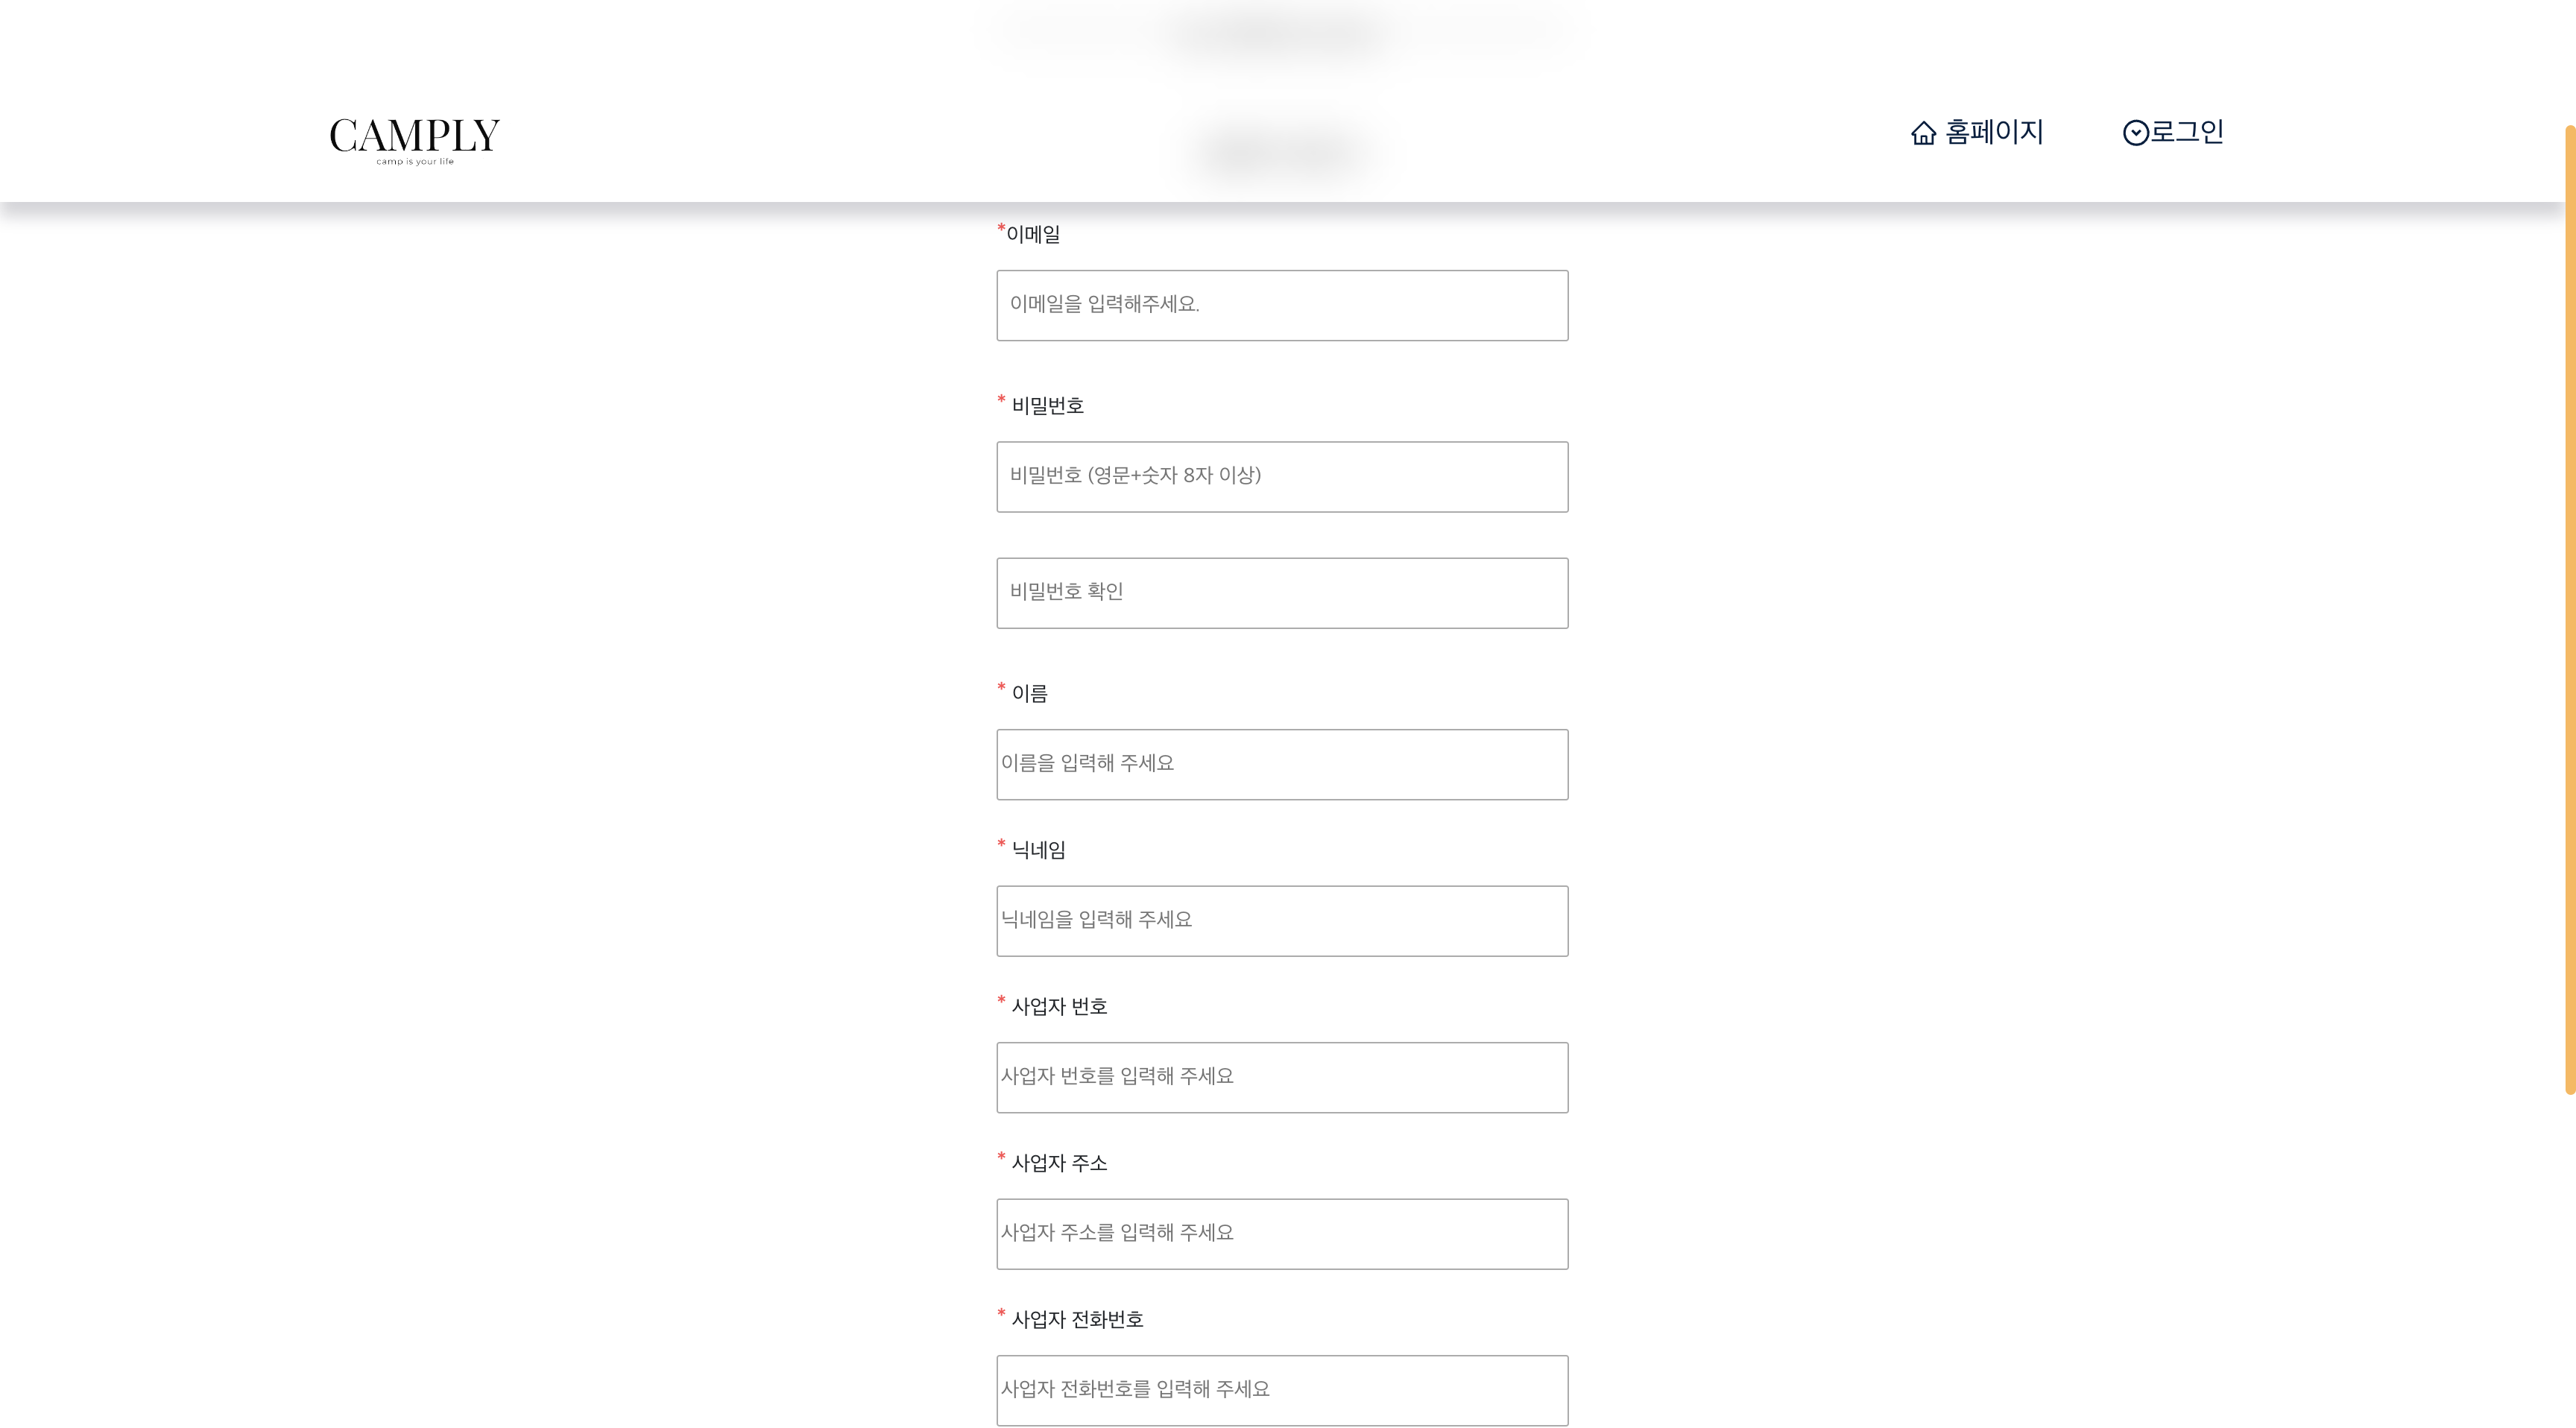 CAMPLY
camp is your life
홈페이지
로그인
*이메일
이메일을 입력해주세요.
* 비밀번호
비밀번호 (영문+숫자 8자 이상)
비밀번호 확인
* 이름
이름을 입력해 주세요
* 닉네임
닉네임을 입력해 주세요
* 사업자 번호
사업자 번호를 입력해 주세요
* 사업자 주소
사업자 주소를 입력해 주세요
* 사업자 전화번호
사업자 전화번호를 입력해 주세요